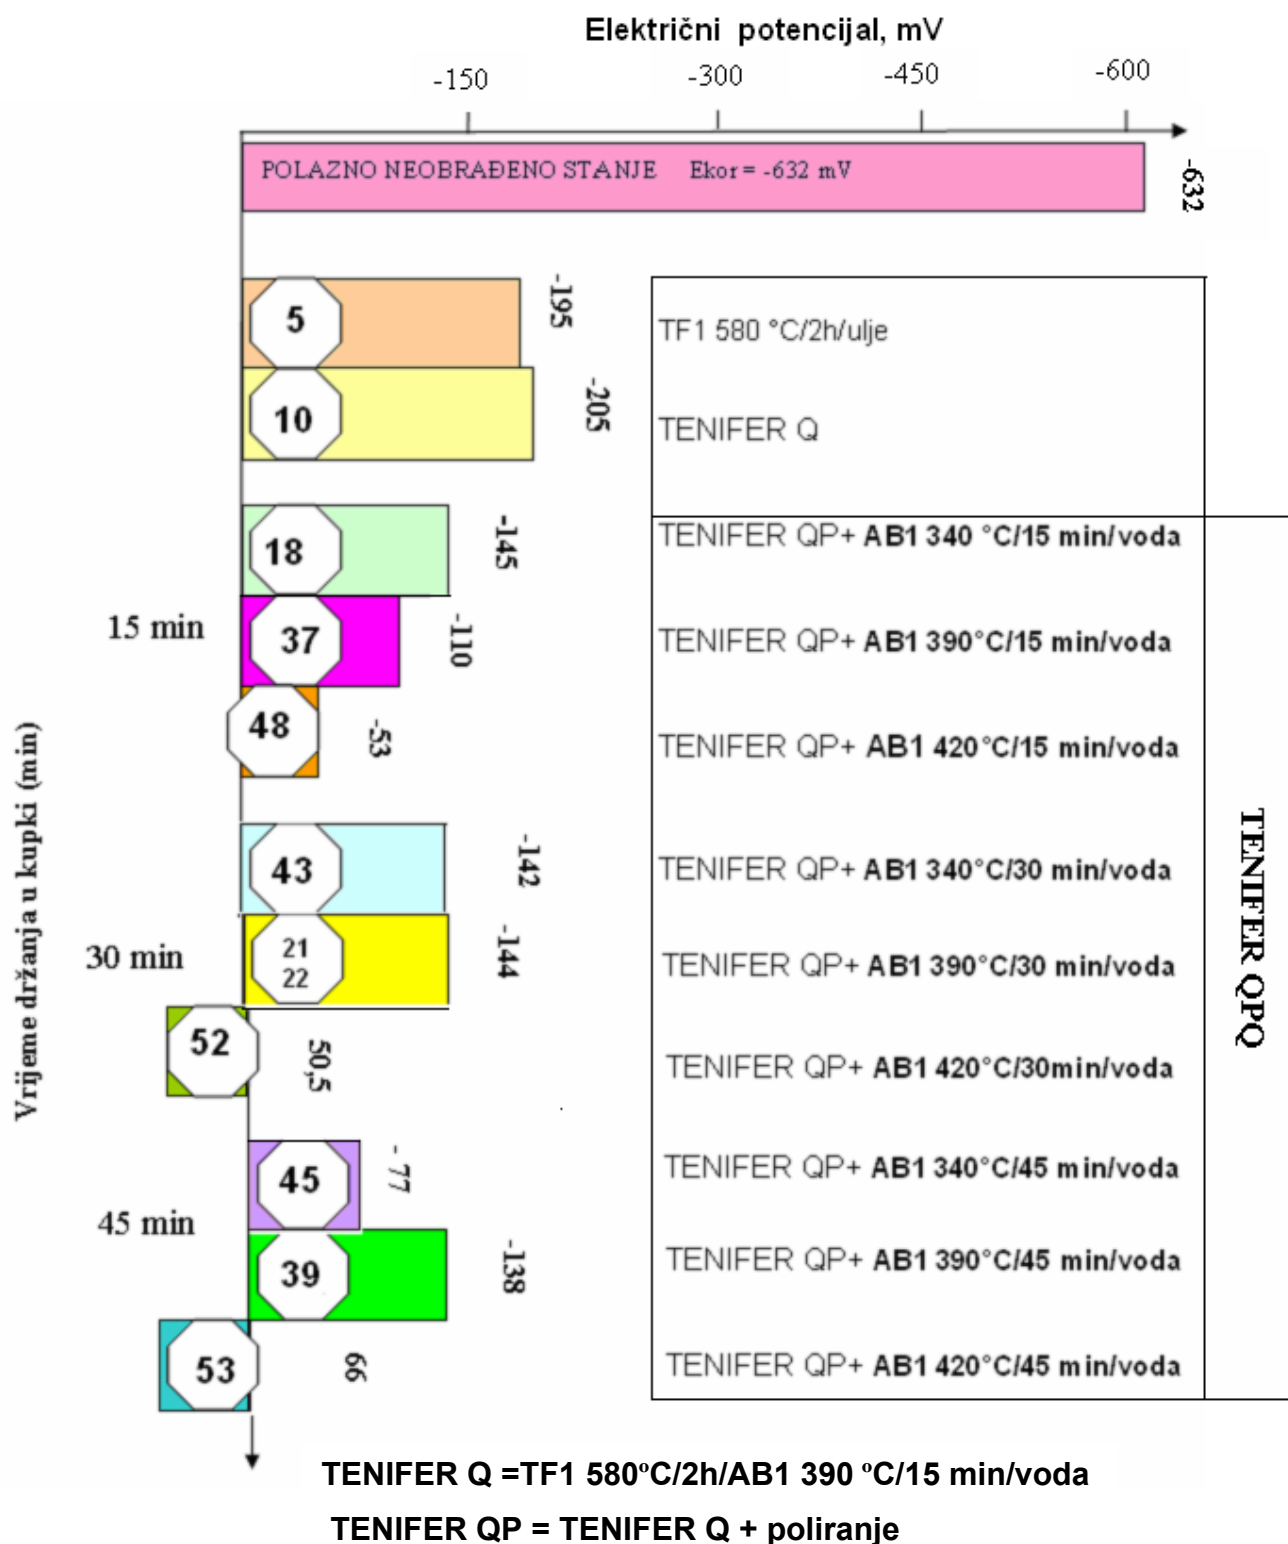 Električni potencijal, mV
-150 -300 -450 -600
POLAZNO NEOBRAĐENO STANJE Ekor = -632 mV
-632
5
-195
TF1 580 °C/2h/ulje
10
-205
TENIFER Q
18
-145
TENIFER QP+ AB1 340 °C/15 min/voda
15 min
37
-110
TENIFER QP+ AB1 390°C/15 min/voda
48
-53
TENIFER QP+ AB1 420°C/15 min/voda
Vrijeme držanja u kupki (min)
TENIFER QPQ
43
-142
TENIFER QP+ AB1 340°C/30 min/voda
30 min
21
22
-144
TENIFER QP+ AB1 390°C/30 min/voda
52
50,5
TENIFER QP+ AB1 420°C/30min/voda
45
- 77
TENIFER QP+ AB1 340°C/45 min/voda
45 min
39
-138
TENIFER QP+ AB1 390°C/45 min/voda
53
66
TENIFER QP+ AB1 420°C/45 min/voda
TENIFER Q =TF1 580ºC/2h/AB1 390 ºC/15 min/voda
TENIFER QP = TENIFER Q + poliranje